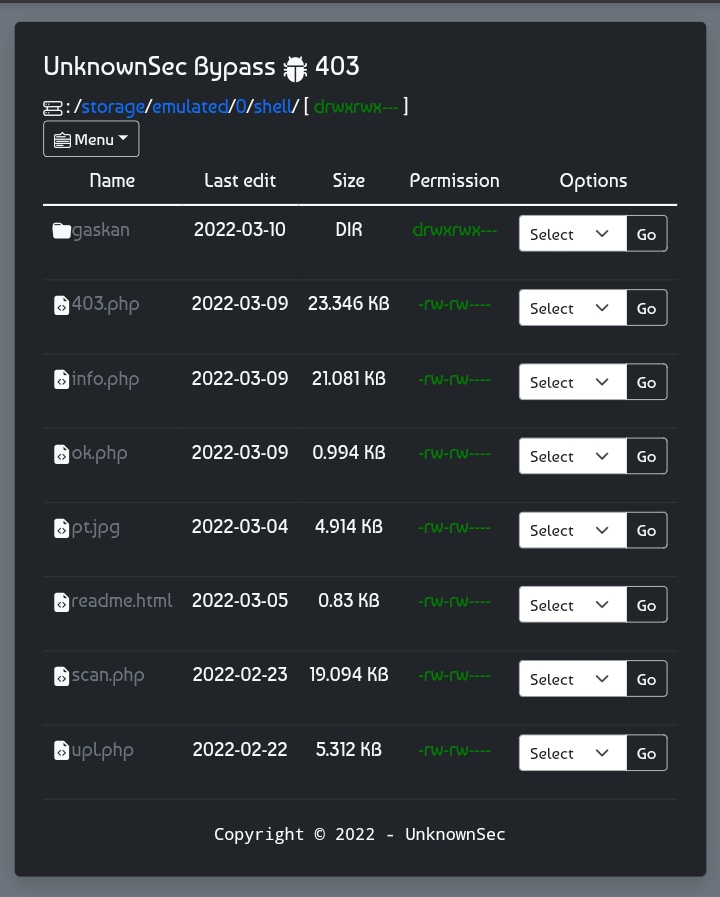 UnknownSec Bypass 403
: /storage/emulated/0/shell/ [ drwxrwx--- ]
Menu
Name Last edit Size Permission Options
gaskan 2022-03-10 DIR drwxrwx--- Select Go
403.php 2022-03-09 23.346 KB -rw-rw---- Select Go
info.php 2022-03-09 21.081 KB -rw-rw---- Select Go
ok.php 2022-03-09 0.994 KB -rw-rw---- Select Go
pt.jpg 2022-03-04 4.914 KB -rw-rw---- Select Go
readme.html 2022-03-05 0.83 KB -rw-rw---- Select Go
scan.php 2022-02-23 19.094 KB -rw-rw---- Select Go
upl.php 2022-02-22 5.312 KB -rw-rw---- Select Go
Copyright © 2022 - UnknownSec